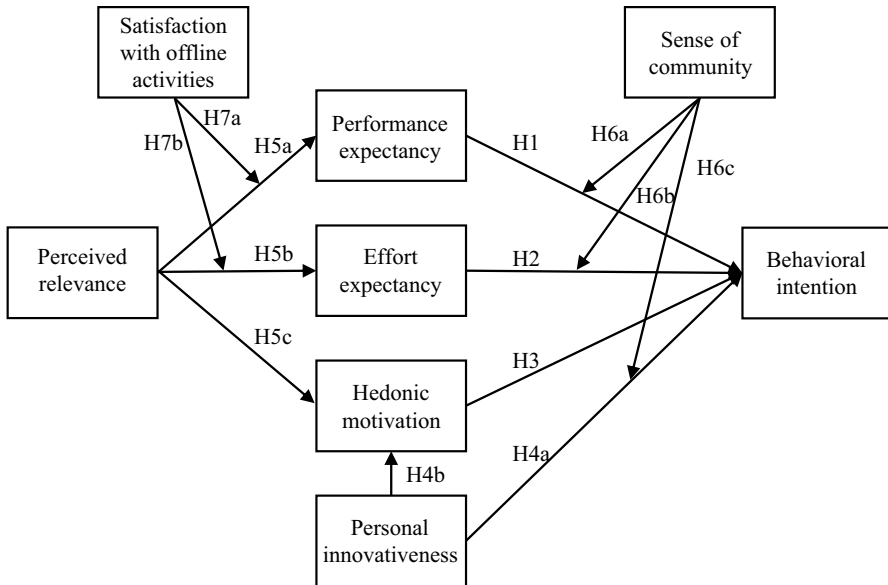 Satisfaction
with offline
activities
Sense of
community
H7a
H7b
H5a
Performance
expectancy
H1
H6a
H6c
H6b
Perceived
relevance
H5b
Effort
expectancy
H2
Behavioral
intention
H5c
H3
Hedonic
motivation
H4a
H4b
Personal
innovativeness